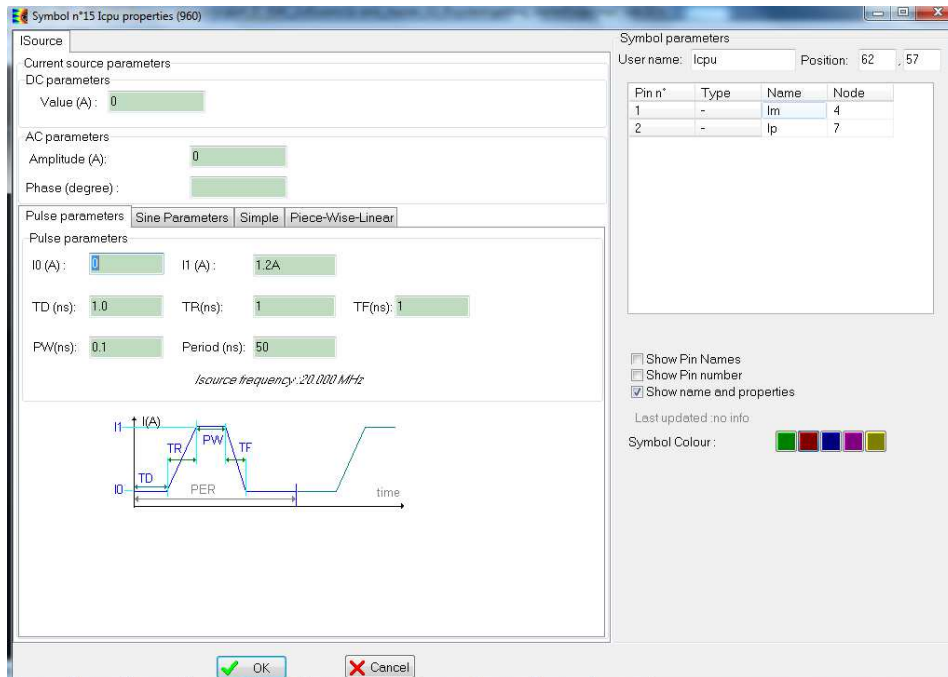 Symbol n°15 Icpu properties (960)
ISource
Current source parameters
DC parameters
Value (A) : 0
AC parameters
Amplitude (A): 0
Phase (degree) :
Pulse parameters Sine Parameters Simple Piece-Wise-Linear
Pulse parameters
I0 (A) : 0 I1 (A) : 1.2A
TD (ns): 1.0 TR(ns): 1 TF(ns): 1
PW(ns): 0.1 Period (ns): 50
Isource frequency :20.000 MHz
I1 I(A)
TR PW TF
TD
I0 PER time
OK Cancel
Symbol parameters
User name: Icpu Position: 62 , 57
Pin n° Type Name Node
1 - Im 4
2 - Ip 7
Show Pin Names
Show Pin number
Show name and properties
Last updated :no info
Symbol Colour :